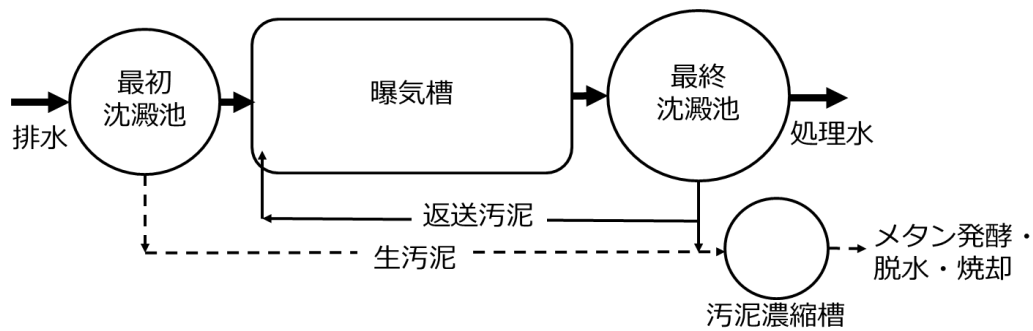 最初
沈澱池
曝気槽
最終
沈澱池
排水
処理水
返送汚泥
生汚泥
メタン発酵・
脱水・焼却
汚泥濃縮槽